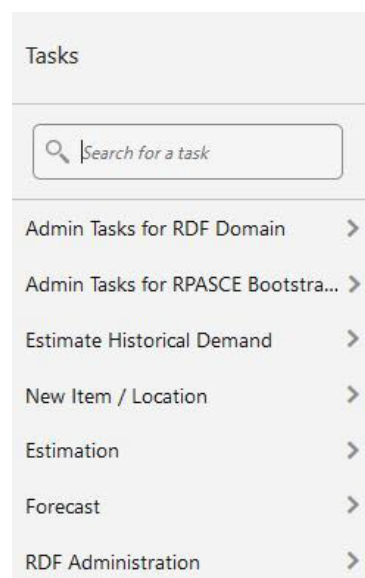 Tasks
Search for a task
Admin Tasks for RDF Domain
Admin Tasks for RPASCE Bootstra...
Estimate Historical Demand
New Item / Location
Estimation
Forecast
RDF Administration